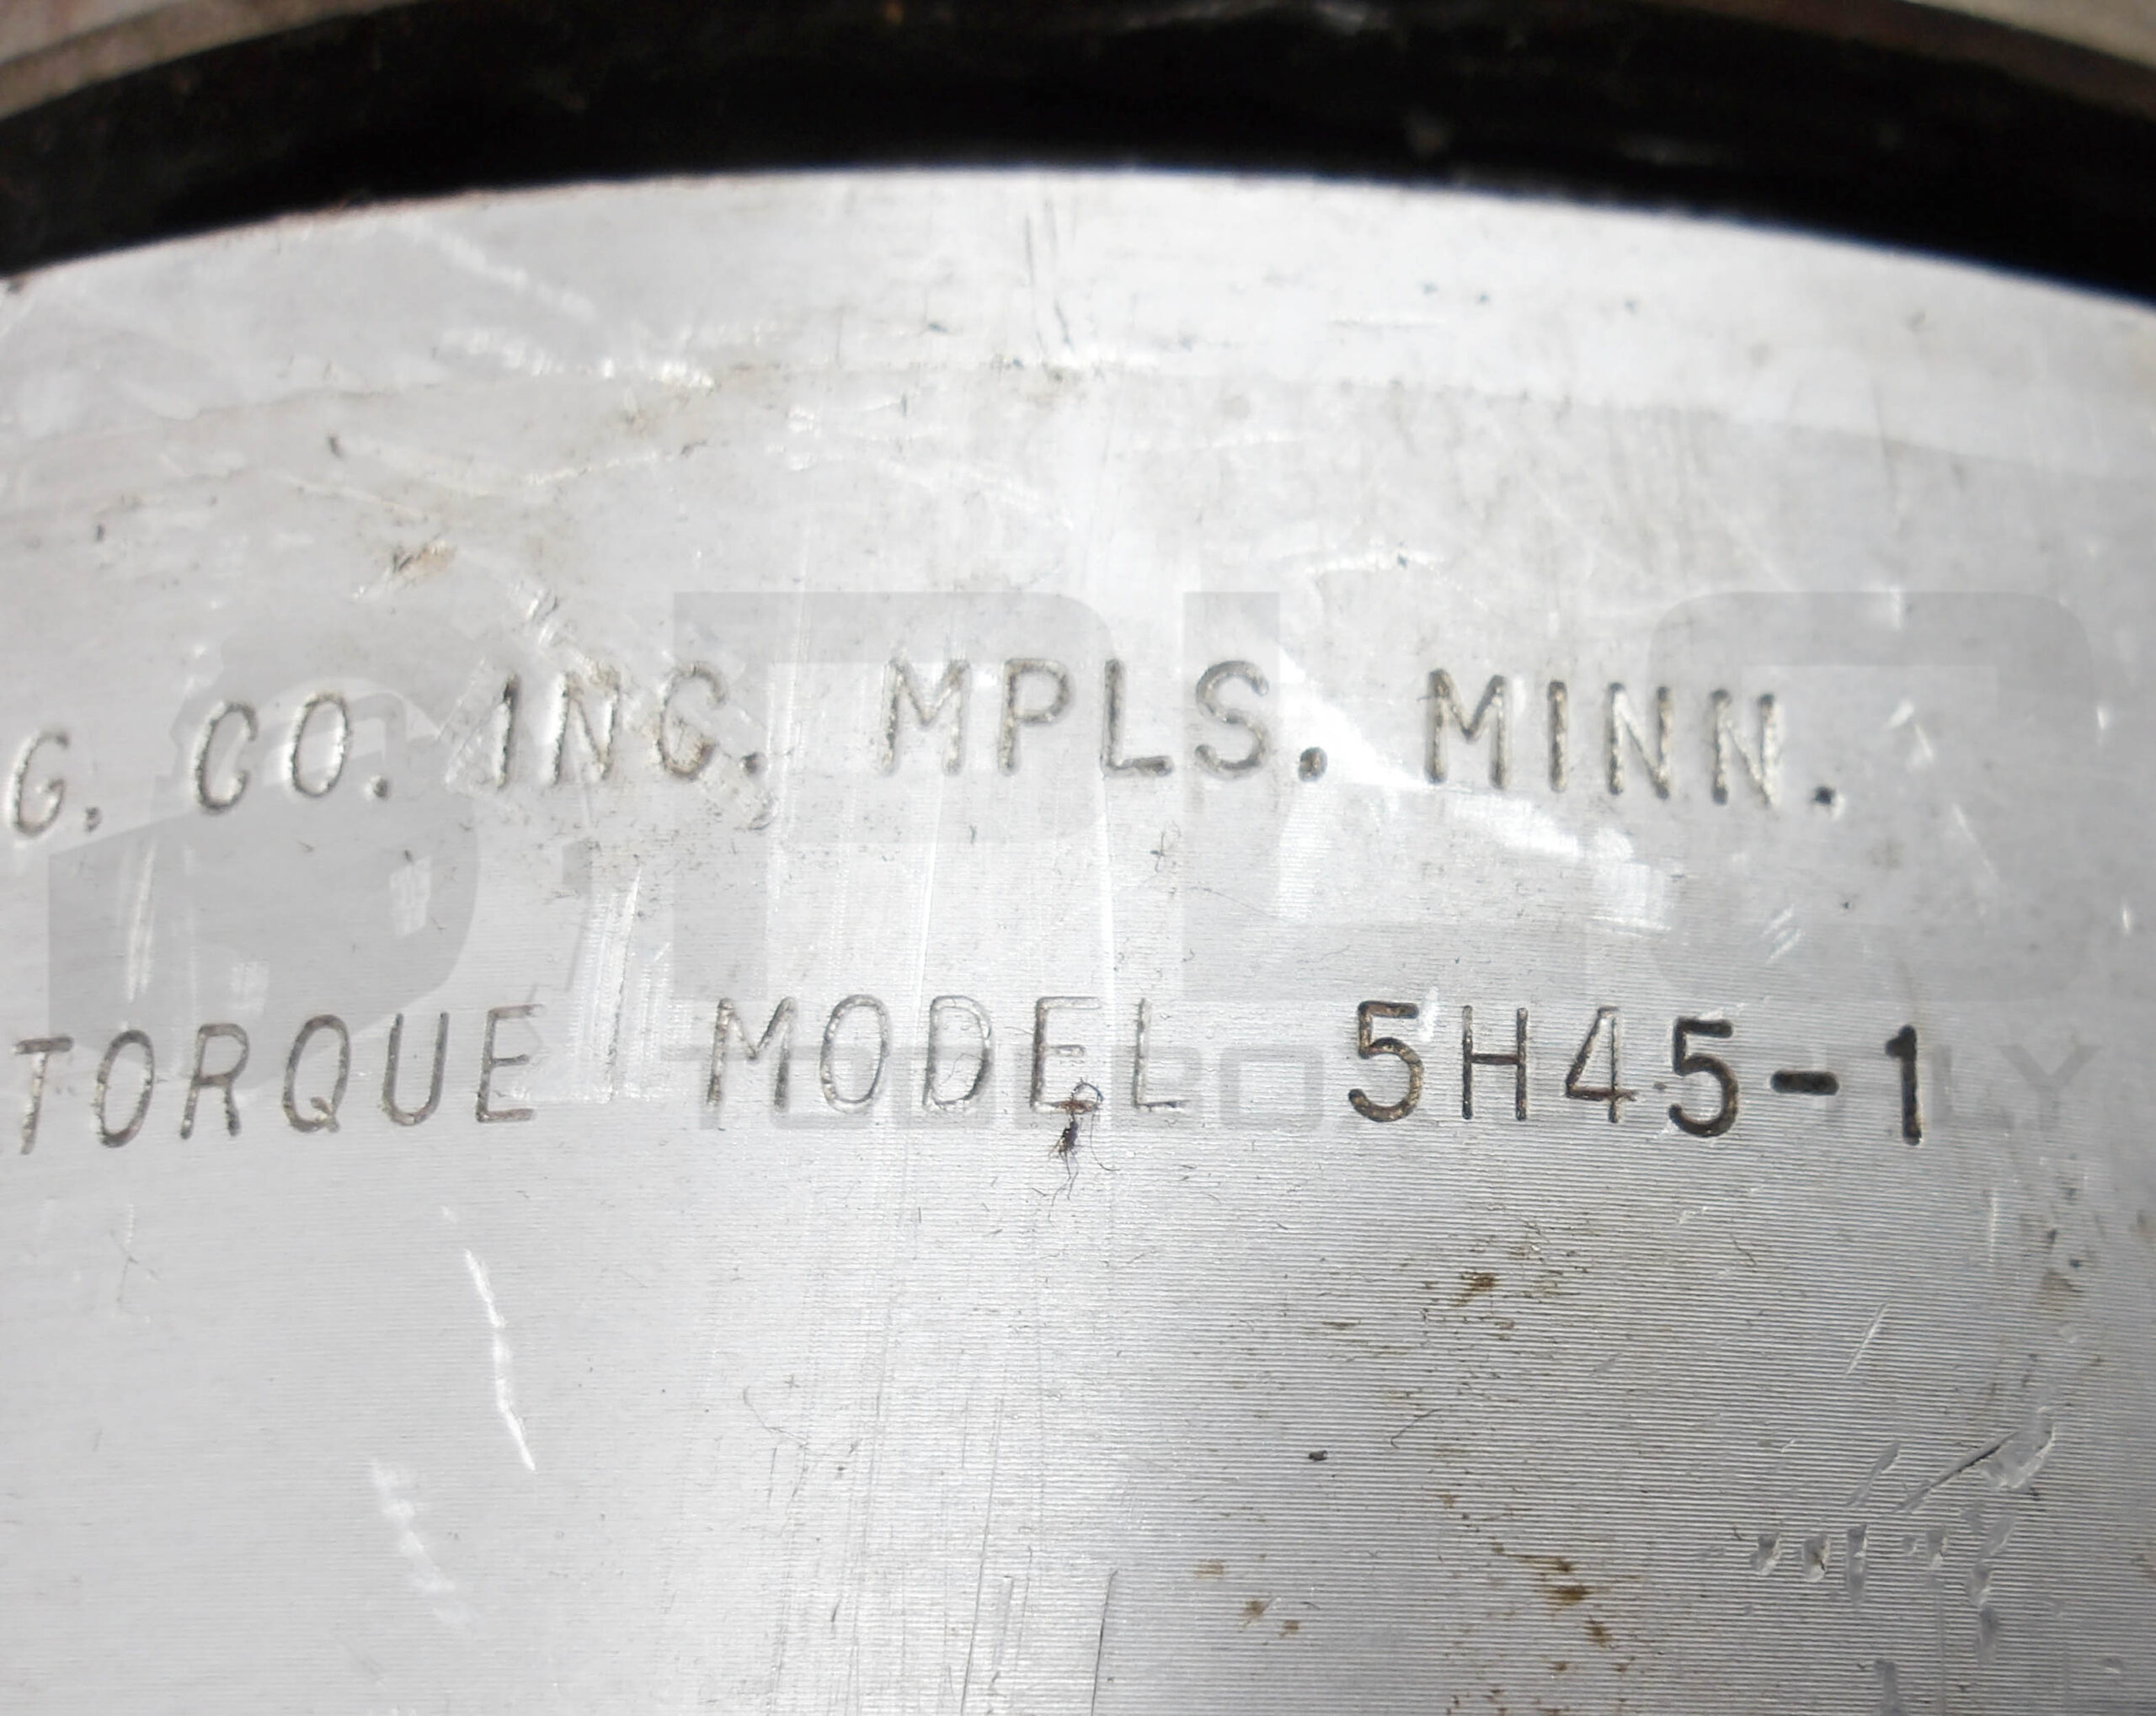 G. CO. INC. MPLS. MINN.
TORQUE MODEL 5H45-1